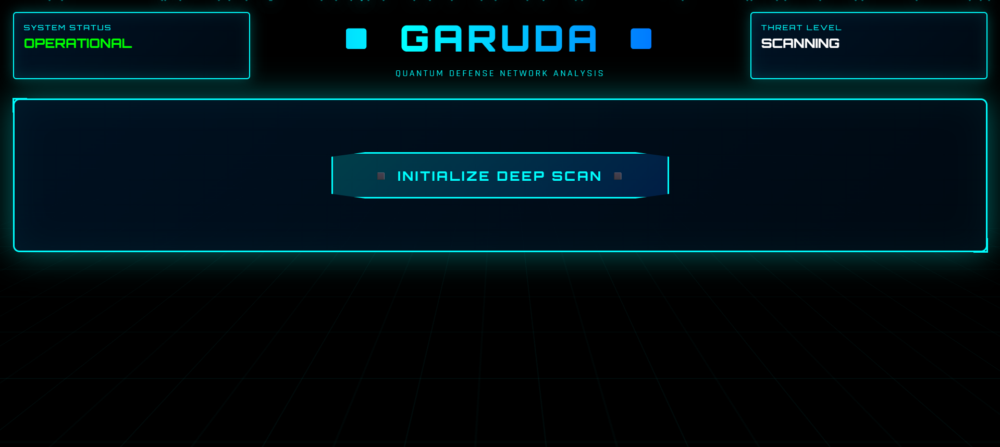 SYSTEM STATUS
OPERATIONAL
GARUDA
QUANTUM DEFENSE NETWORK ANALYSIS
THREAT LEVEL
SCANNING
INITIALIZE DEEP SCAN